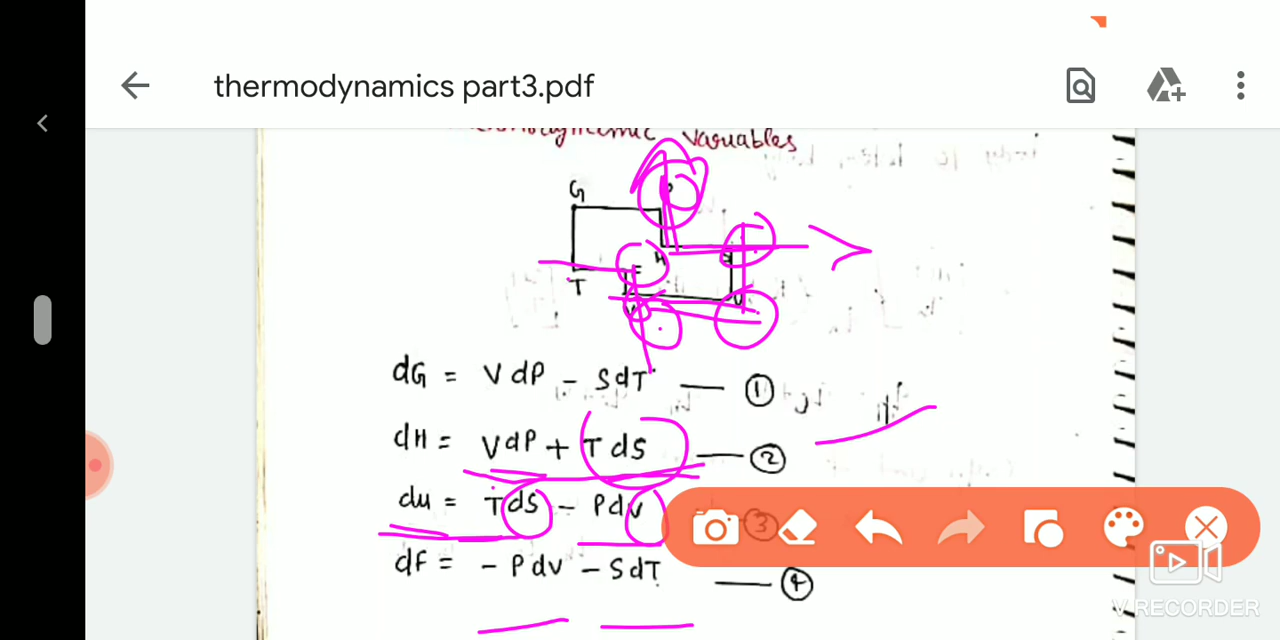 thermodynamics part3.pdf
Variables
G P
H S
T F
V U
dG = VdP - SdT — ①
dH = VdP + TdS — ②
du = Tds - Pdv ③
dF = - Pdv - SdT — ④
V RECORDER